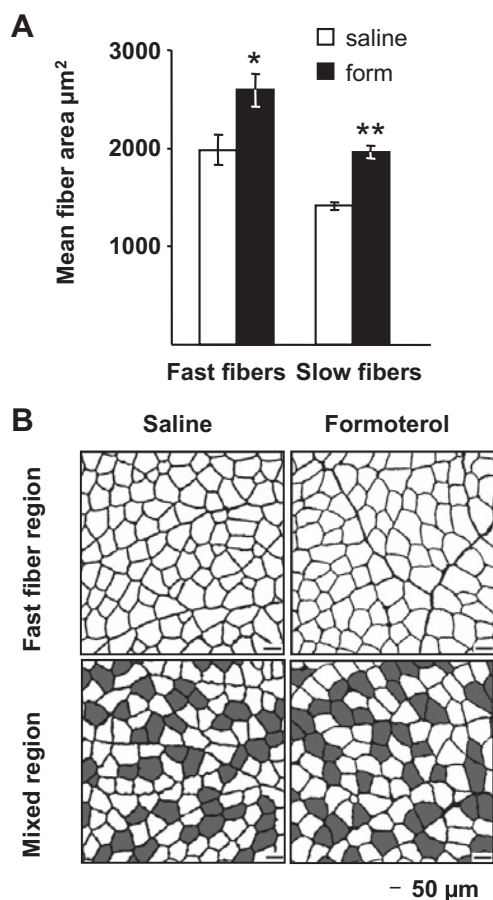 A
saline
form
Mean fiber area µm²
3000
2000
1000
*
**
Fast fibers Slow fibers
B
Saline Formoterol
Fast fiber region
Mixed region
– 50 µm